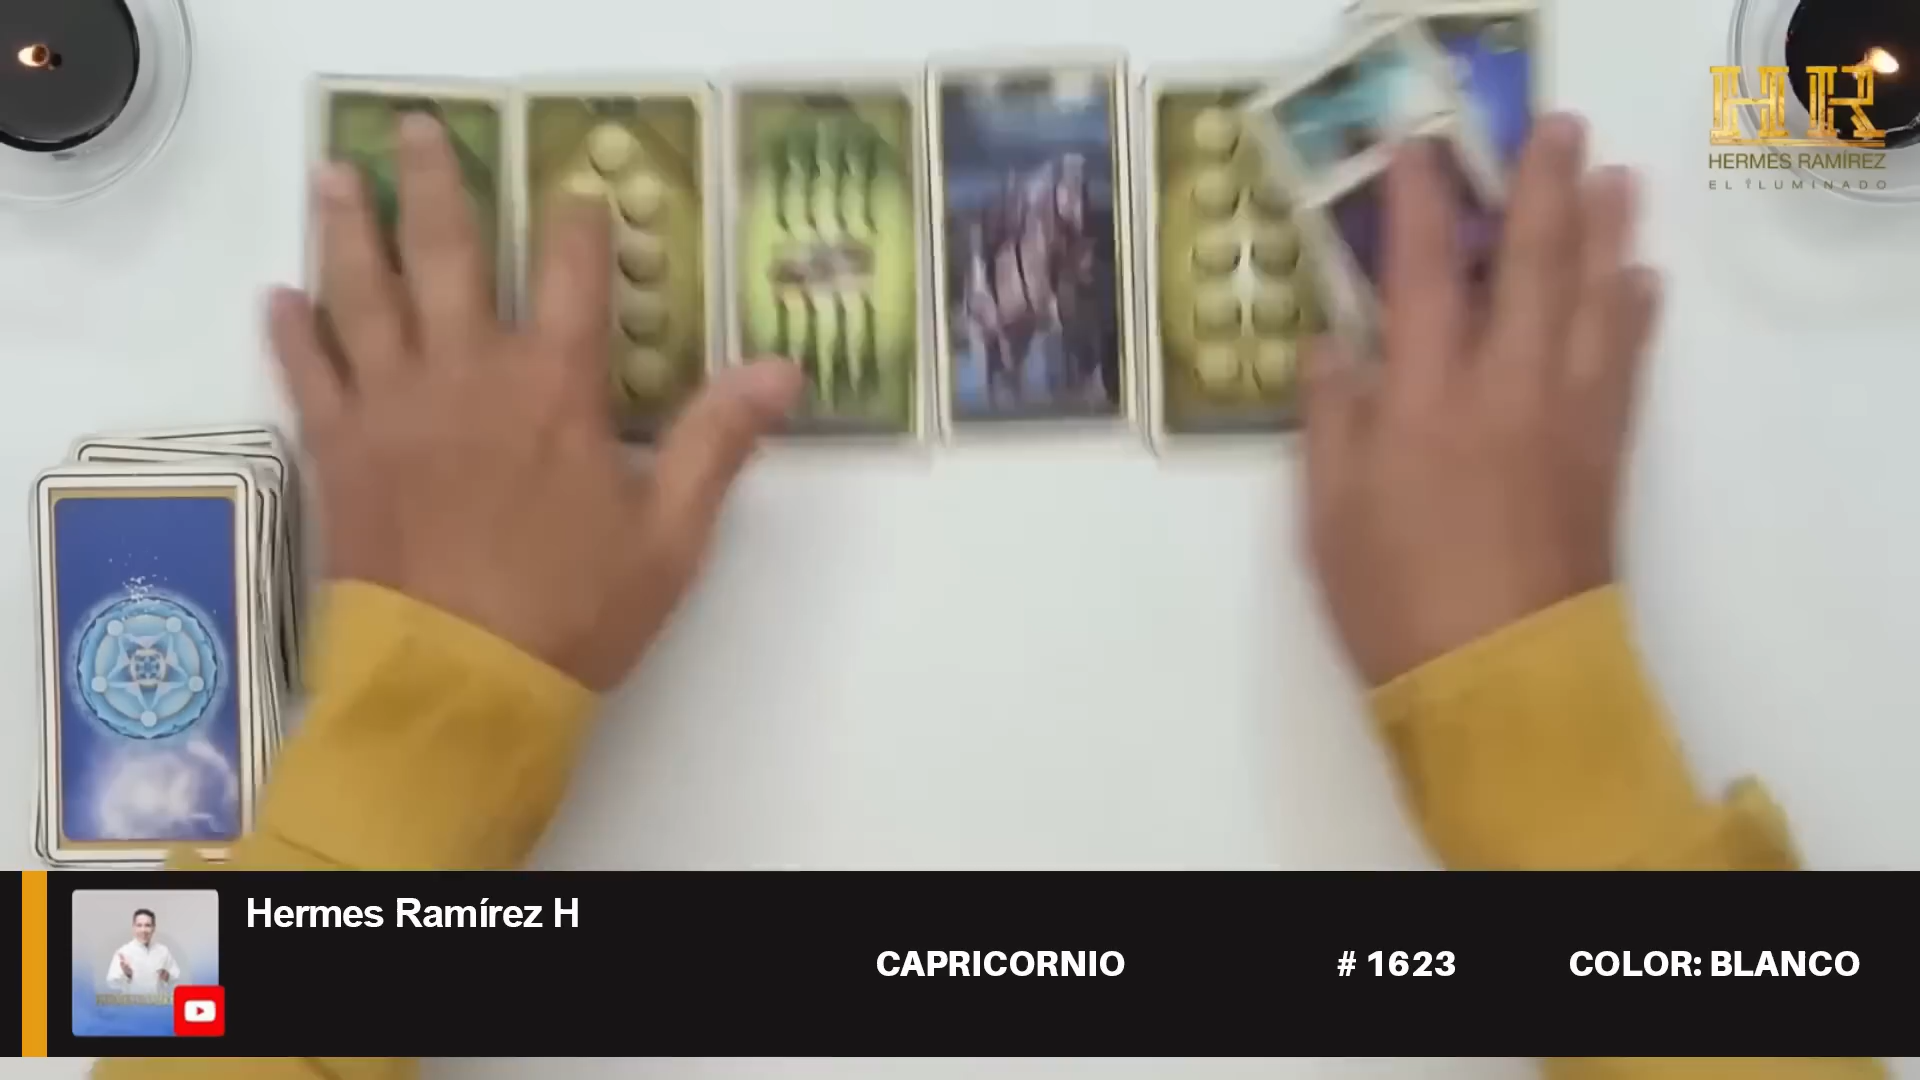 HR
HERMES RAMÍREZ
EL ILUMINADO
Hermes Ramírez H
CAPRICORNIO
# 1623
COLOR: BLANCO